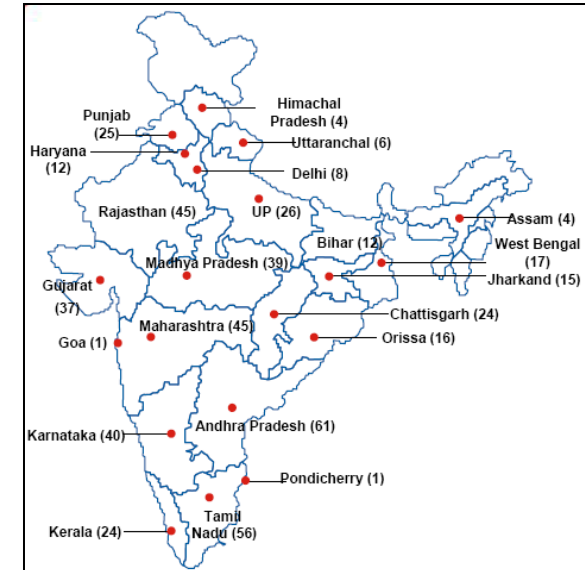 Himachal
Pradesh (4)
Punjab
(25)
Uttaranchal (6)
Haryana
(12)
Delhi (8)
Rajasthan (45)
UP (26)
Assam (4)
Bihar (12)
West Bengal
(17)
Madhya Pradesh (39)
Jharkand (15)
Gujarat
(37)
Chattisgarh (24)
Maharashtra (45)
Orissa (16)
Goa (1)
Andhra Pradesh (61)
Karnataka (40)
Pondicherry (1)
Tamil
Nadu (56)
Kerala (24)